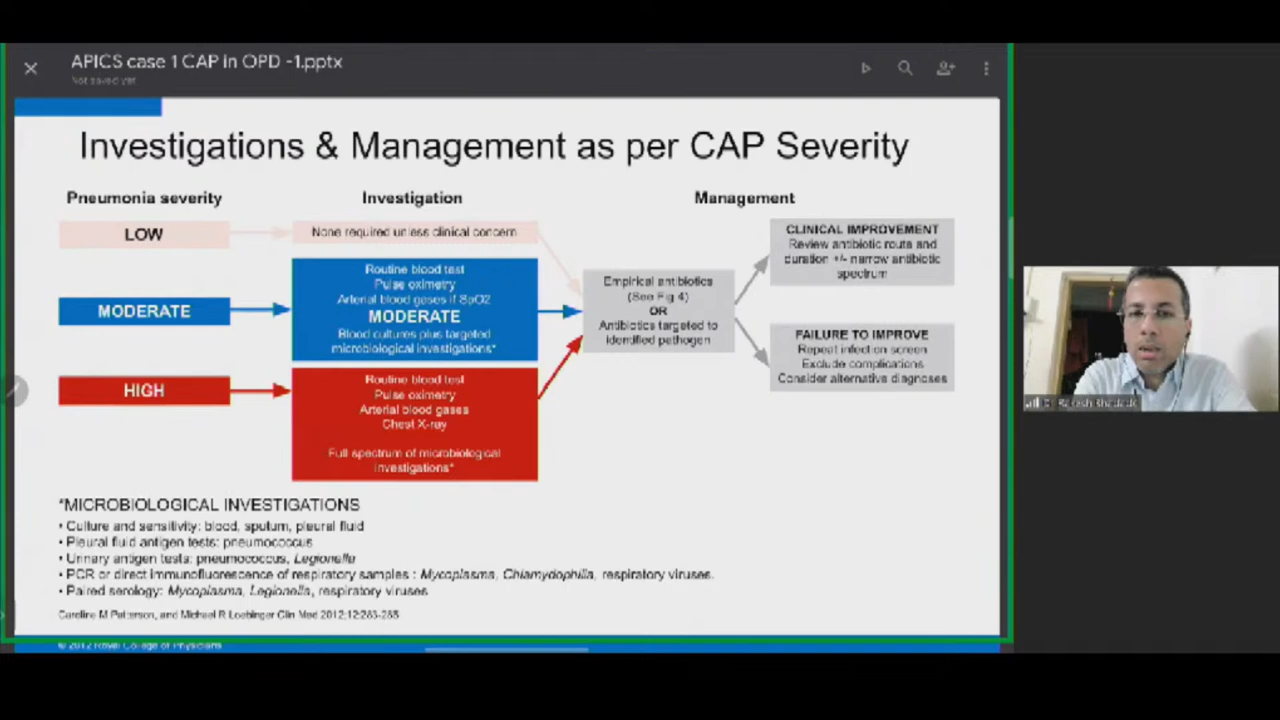 APICS case 1 CAP in OPD -1.pptx
Not saved yet
Investigations & Management as per CAP Severity
Pneumonia severity
Investigation
Management
LOW
None required unless clinical concern
MODERATE
Routine blood test
Pulse oximetry
Arterial blood gases if SpO2
MODERATE
Blood cultures plus targeted
microbiological investigations*
HIGH
Routine blood test
Pulse oximetry
Arterial blood gases
Chest X-ray
Full spectrum of microbiological
investigations*
Empirical antibiotics
(See Fig 4)
OR
Antibiotics targeted to
identified pathogen
CLINICAL IMPROVEMENT
Review antibiotic route and
duration +/- narrow antibiotic
spectrum
FAILURE TO IMPROVE
Repeat infection screen
Exclude complications
Consider alternative diagnoses
*MICROBIOLOGICAL INVESTIGATIONS
• Culture and sensitivity: blood, sputum, pleural fluid
• Pleural fluid antigen tests: pneumococcus
• Urinary antigen tests: pneumococcus, Legionella
• PCR or direct immunofluorescence of respiratory samples : Mycoplasma, Chlamydophila, respiratory viruses.
• Paired serology: Mycoplasma, Legionella, respiratory viruses
Caroline M Patterson, and Michael R Loebinger Clin Med 2012;12:283-286
© 2012 Royal College of Physicians